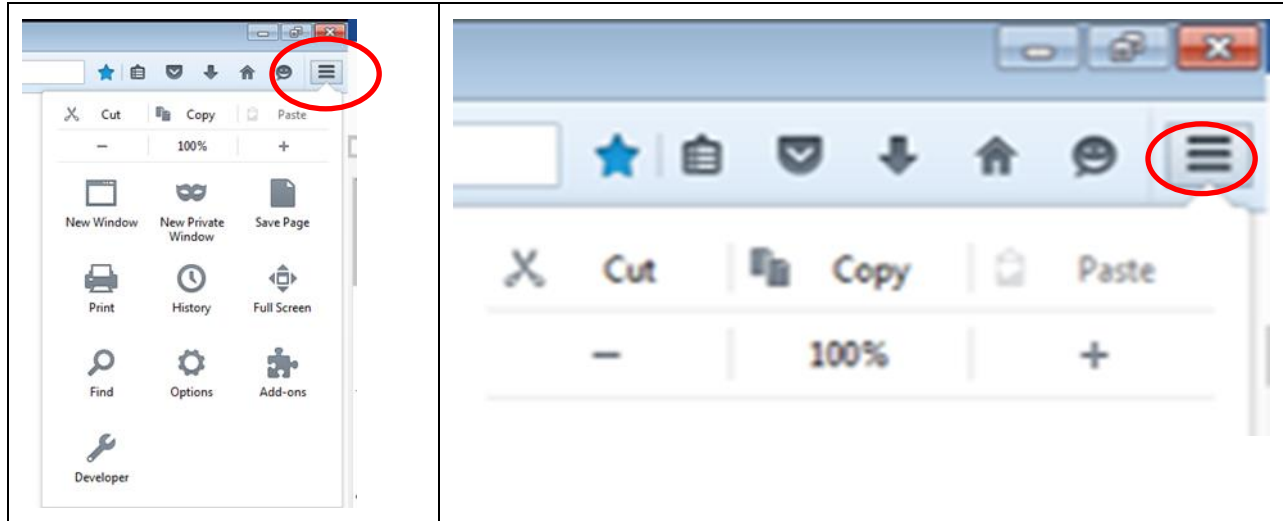 Cut Copy Paste
− 100% +
New Window New Private Window Save Page
Print History Full Screen
Find Options Add-ons
Developer
Cut Copy Paste
− 100% +